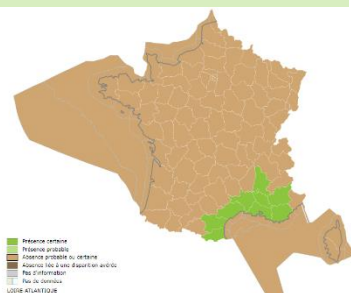 Présence certaine
Présence probable
Absence probable ou certaine
Absence liée à une disparition avérée
Pas d'information
Pas de données
LOIRE ATLANTIQUE